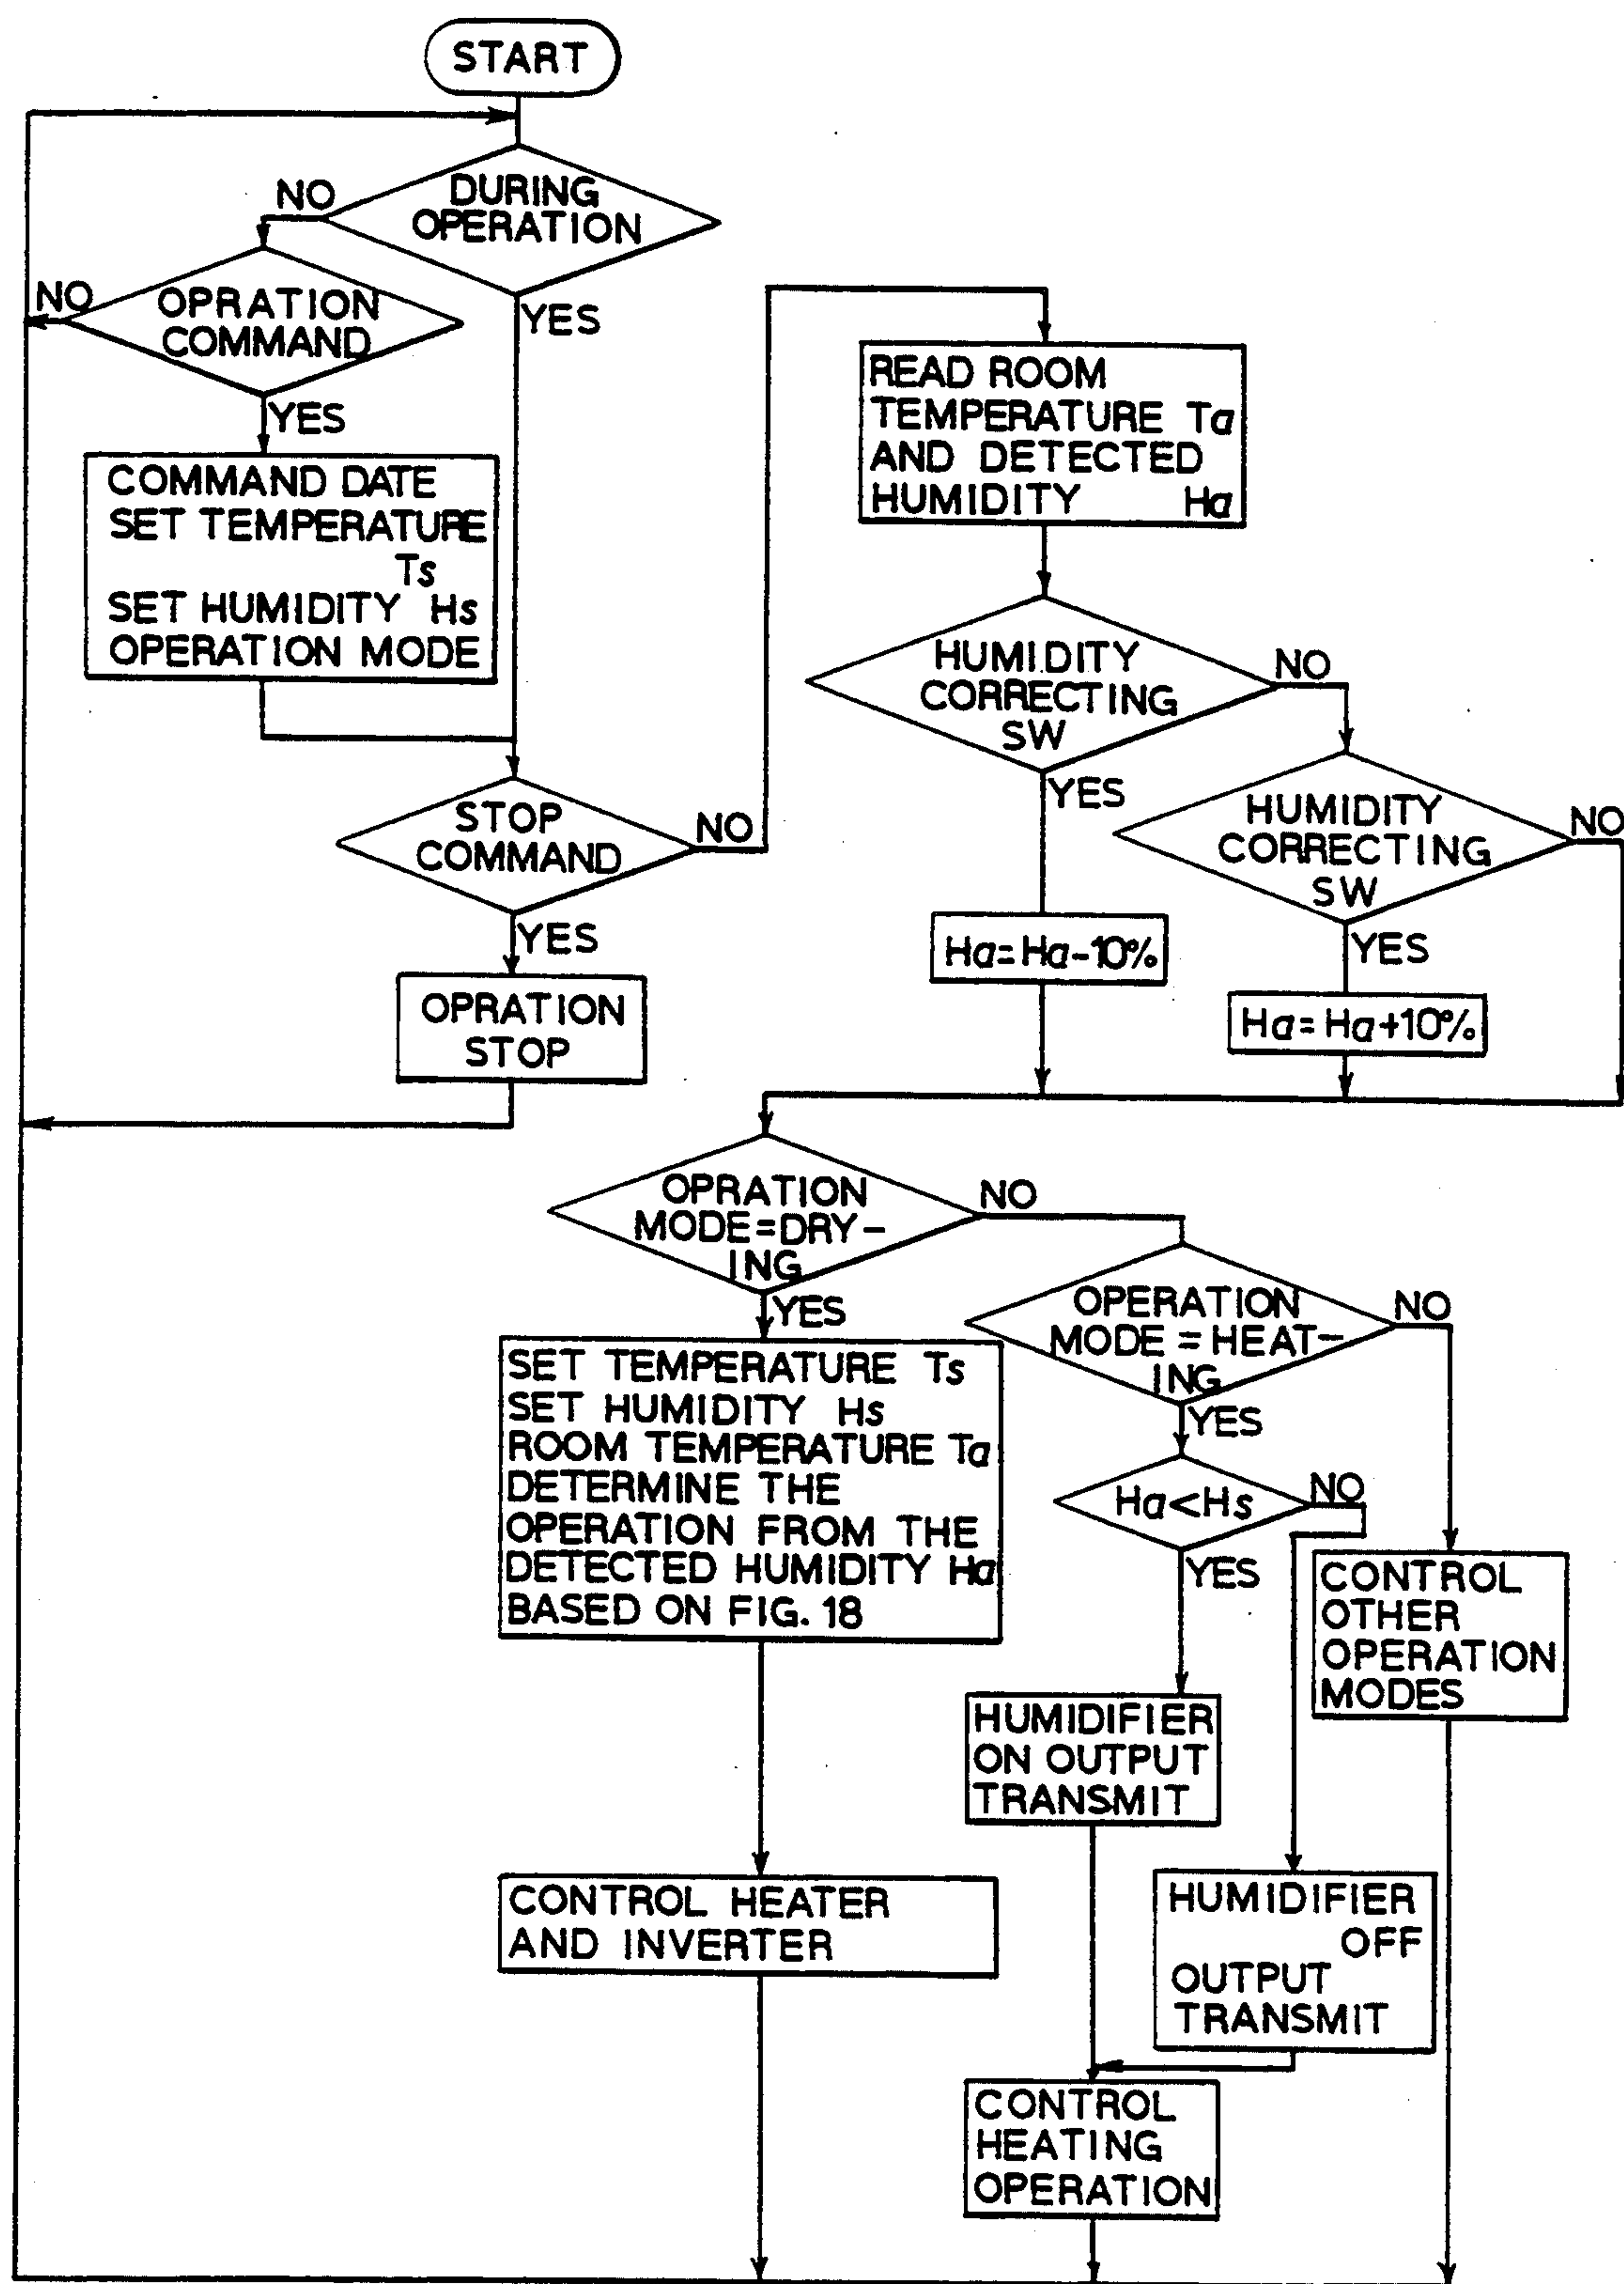 START
DURING
OPERATION
NO
YES
OPRATION
COMMAND
NO
YES
COMMAND DATE
SET TEMPERATURE
Ts
SET HUMIDITY Hs
OPERATION MODE
STOP
COMMAND
NO
YES
OPRATION
STOP
READ ROOM
TEMPERATURE Ta
AND DETECTED
HUMIDITY Ha
HUMIDITY
CORRECTING
SW
NO
YES
HUMIDITY
CORRECTING
SW
NO
YES
Ha=Ha-10%
Ha=Ha+10%
OPRATION
MODE=DRY-
ING
NO
YES
OPERATION
MODE=HEAT-
ING
NO
YES
SET TEMPERATURE Ts
SET HUMIDITY Hs
ROOM TEMPERATURE Ta
DETERMINE THE
OPERATION FROM THE
DETECTED HUMIDITY Ha
BASED ON FIG. 18
Ha<Hs
NO
YES
CONTROL
OTHER
OPERATION
MODES
HUMIDIFIER
ON OUTPUT
TRANSMIT
CONTROL HEATER
AND INVERTER
HUMIDIFIER
OFF
OUTPUT
TRANSMIT
CONTROL
HEATING
OPERATION